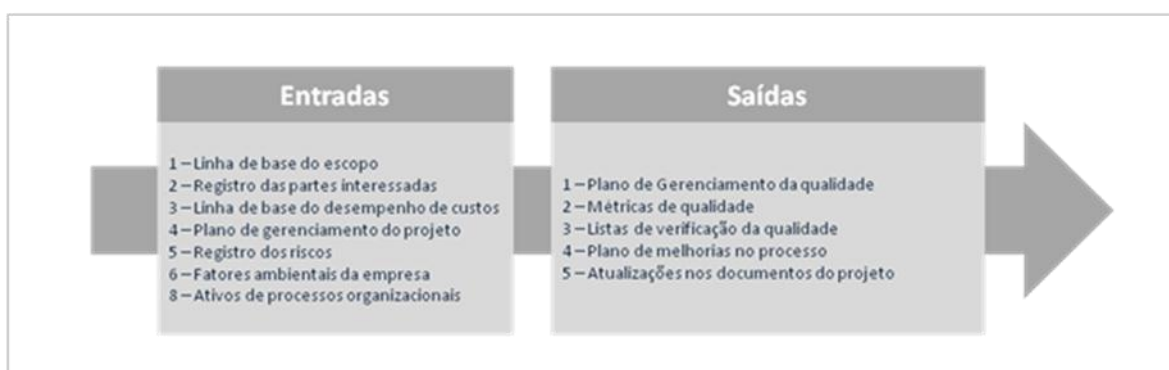 Entradas
1 – Linha de base do escopo
2 – Registro das partes interessadas
3 – Linha de base do desempenho de custos
4 – Plano de gerenciamento do projeto
5 – Registro dos riscos
6 – Fatores ambientais da empresa
8 – Ativos de processos organizacionais
Saídas
1 – Plano de Gerenciamento da qualidade
2 – Métricas de qualidade
3 – Listas de verificação da qualidade
4 – Plano de melhorias no processo
5 – Atualizações nos documentos do projeto